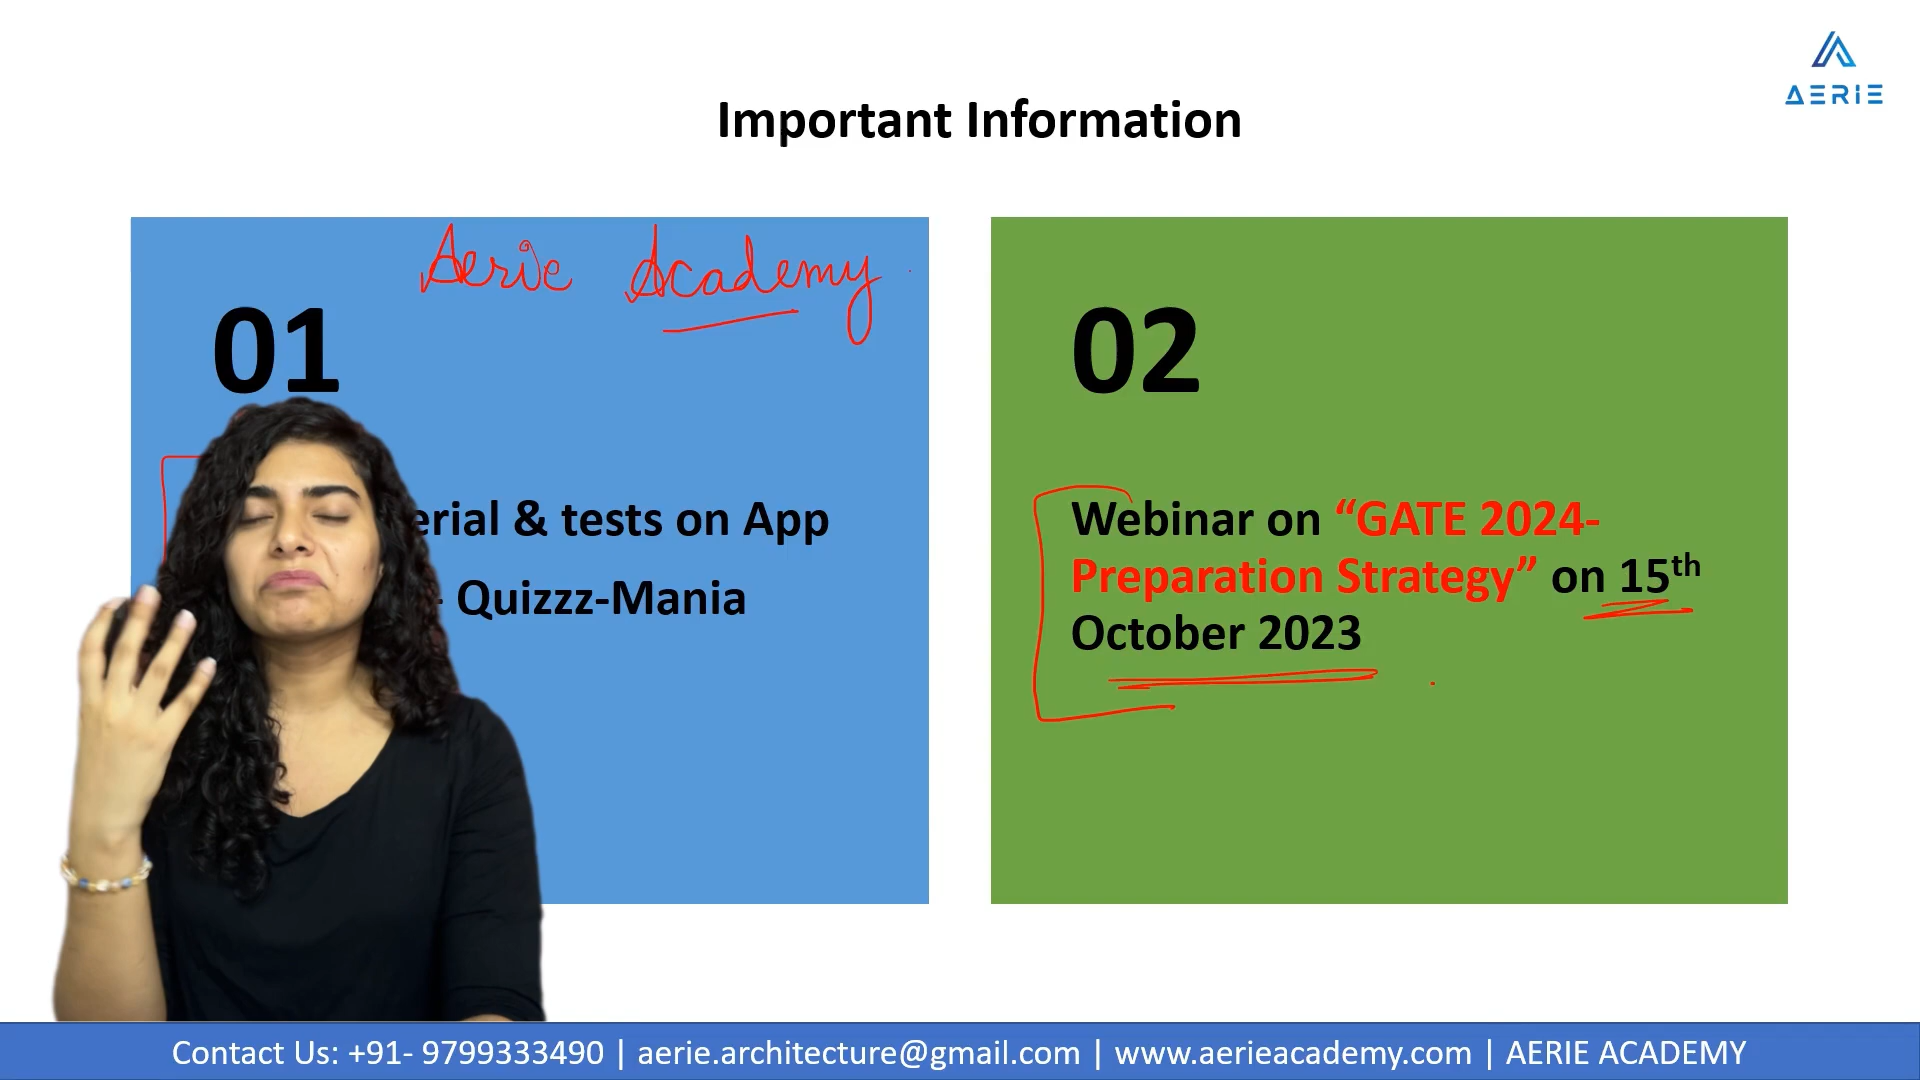 AERIE
Important Information
Aerie Academy
01
erial & tests on App
- Quizzz-Mania
02
Webinar on “GATE 2024-
Preparation Strategy” on 15th
October 2023
Contact Us: +91- 9799333490 | aerie.architecture@gmail.com | www.aerieacademy.com | AERIE ACADEMY